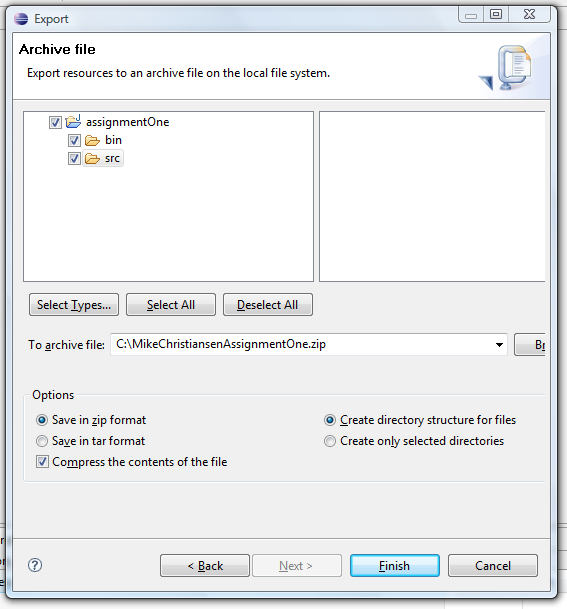 Export
Archive file
Export resources to an archive file on the local file system.
assignmentOne
bin
src
Select Types...
Select All
Deselect All
To archive file:
C:\MikeChristiansenAssignmentOne.zip
Options
Save in zip format
Create directory structure for files
Save in tar format
Create only selected directories
Compress the contents of the file
< Back
Next >
Finish
Cancel